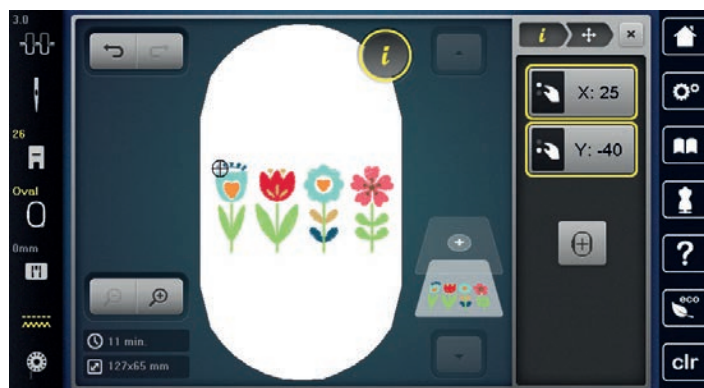 3.0
26
Oval
0mm
i
11 min.
127x65 mm
i
X: 25
Y: -40
?
eco
clr